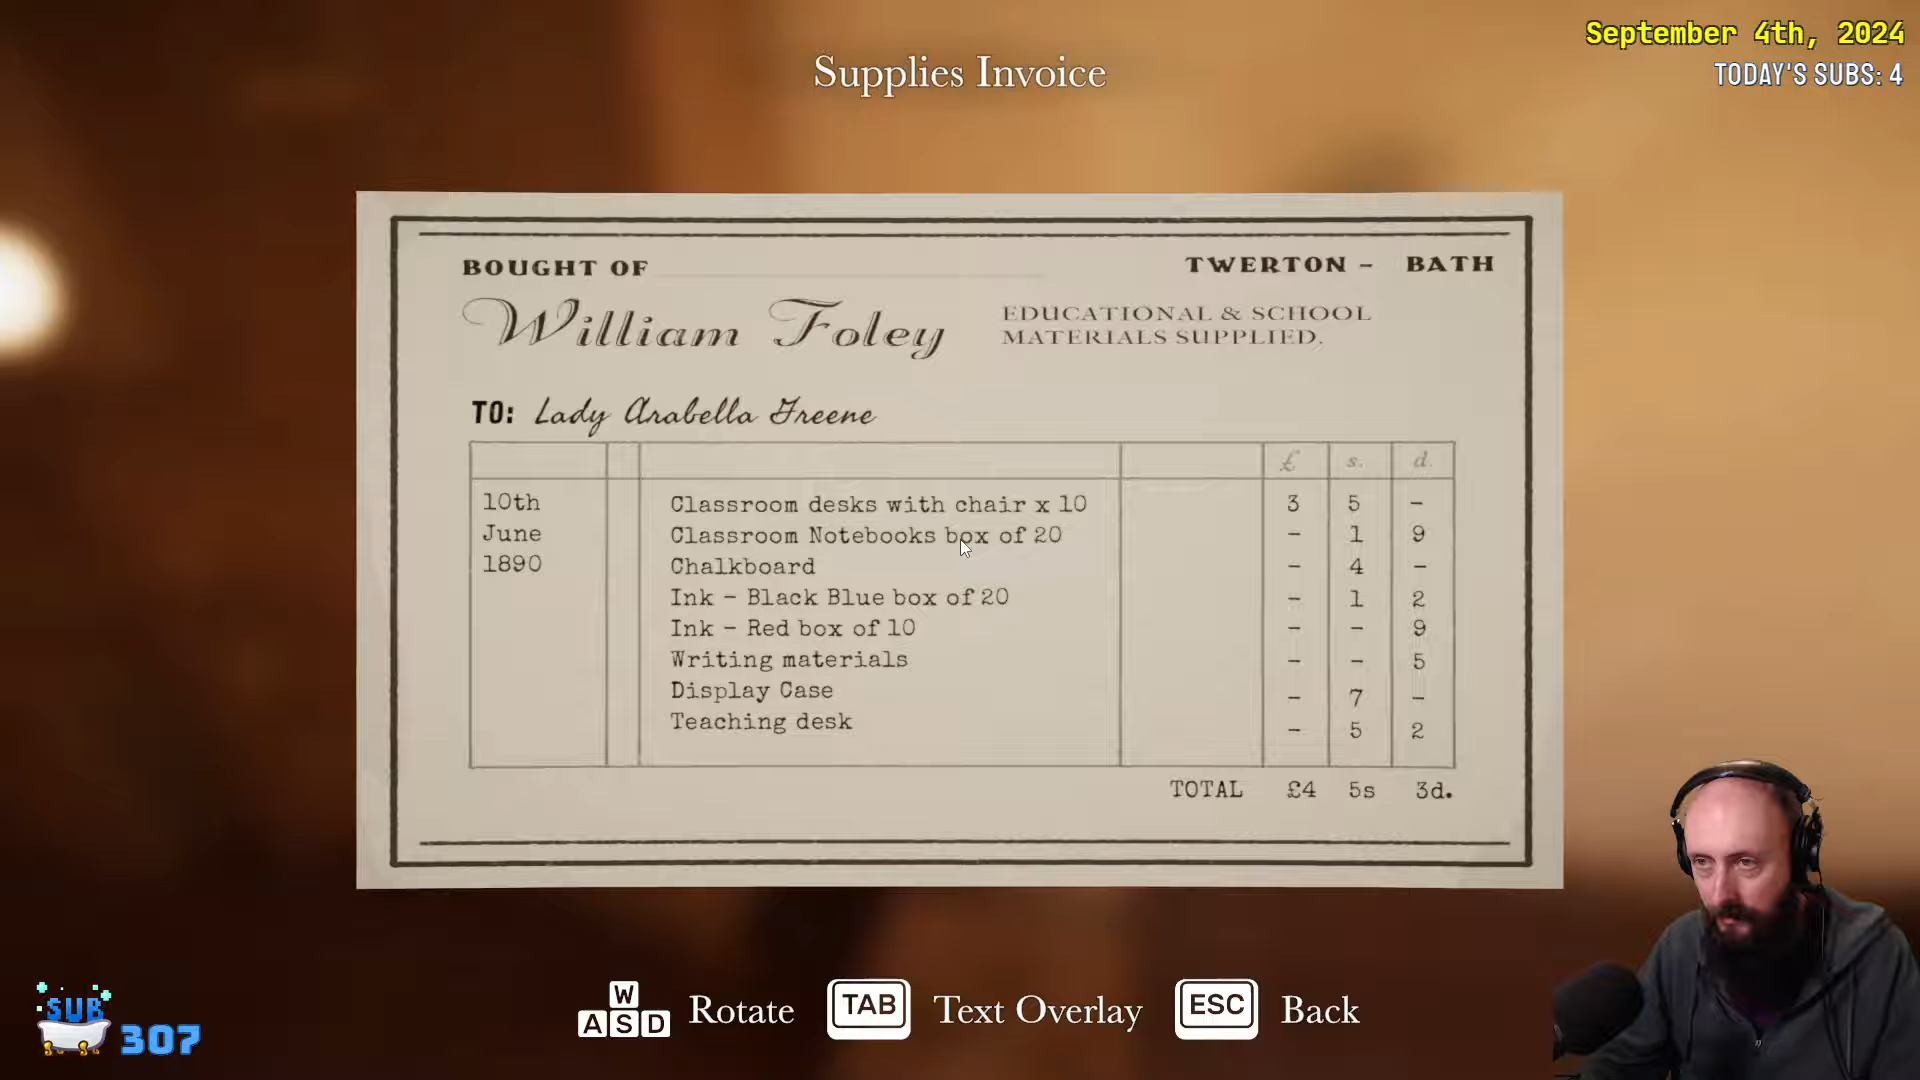 September 4th, 2024
TODAY'S SUBS: 4
Supplies Invoice
BOUGHT OF
TWERTON - BATH
William Foley
EDUCATIONAL & SCHOOL
MATERIALS SUPPLIED.
TO: Lady Arabella Greene
£ s. d.
10th Classroom desks with chair x 10 3 5 -
June Classroom Notebooks box of 20 - 1 9
1890 Chalkboard - 4 -
Ink - Black Blue box of 20 - 1 2
Ink - Red box of 10 - - 9
Writing materials - - 5
Display Case - 7 -
Teaching desk - 5 2
TOTAL £4 5s 3d.
SUB 307
W
A S D Rotate TAB Text Overlay ESC Back